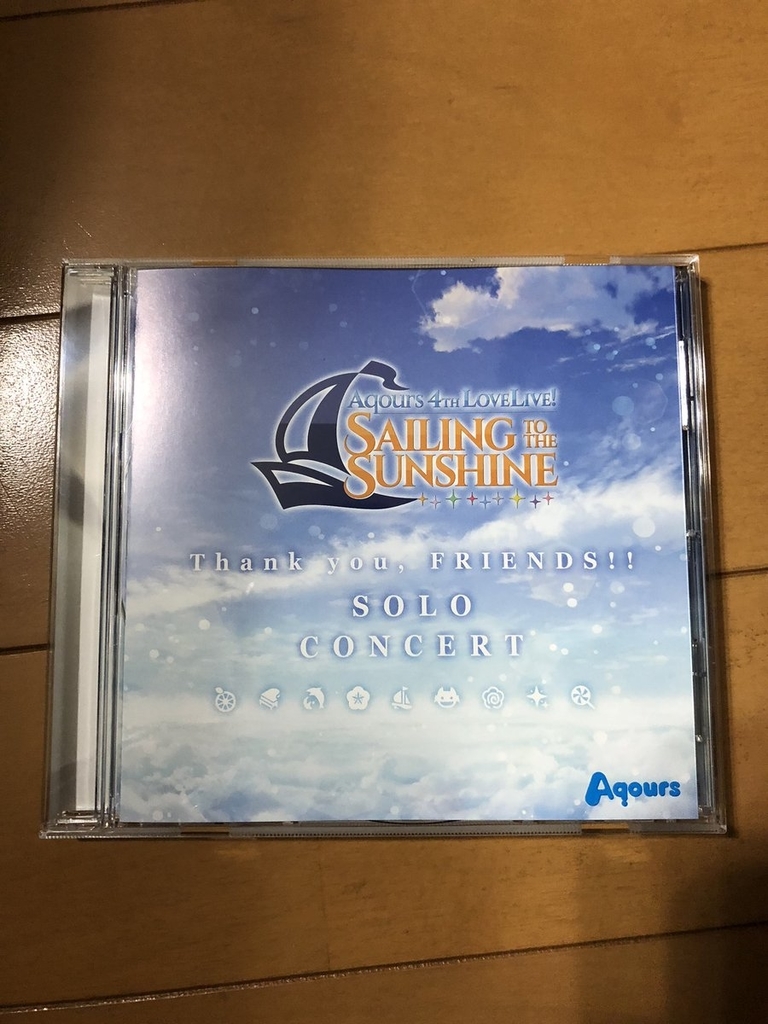 Aqours 4TH LOVELIVE!
SAILING TO THE
SUNSHINE
Thank you, FRIENDS!!
SOLO
CONCERT
Aqours